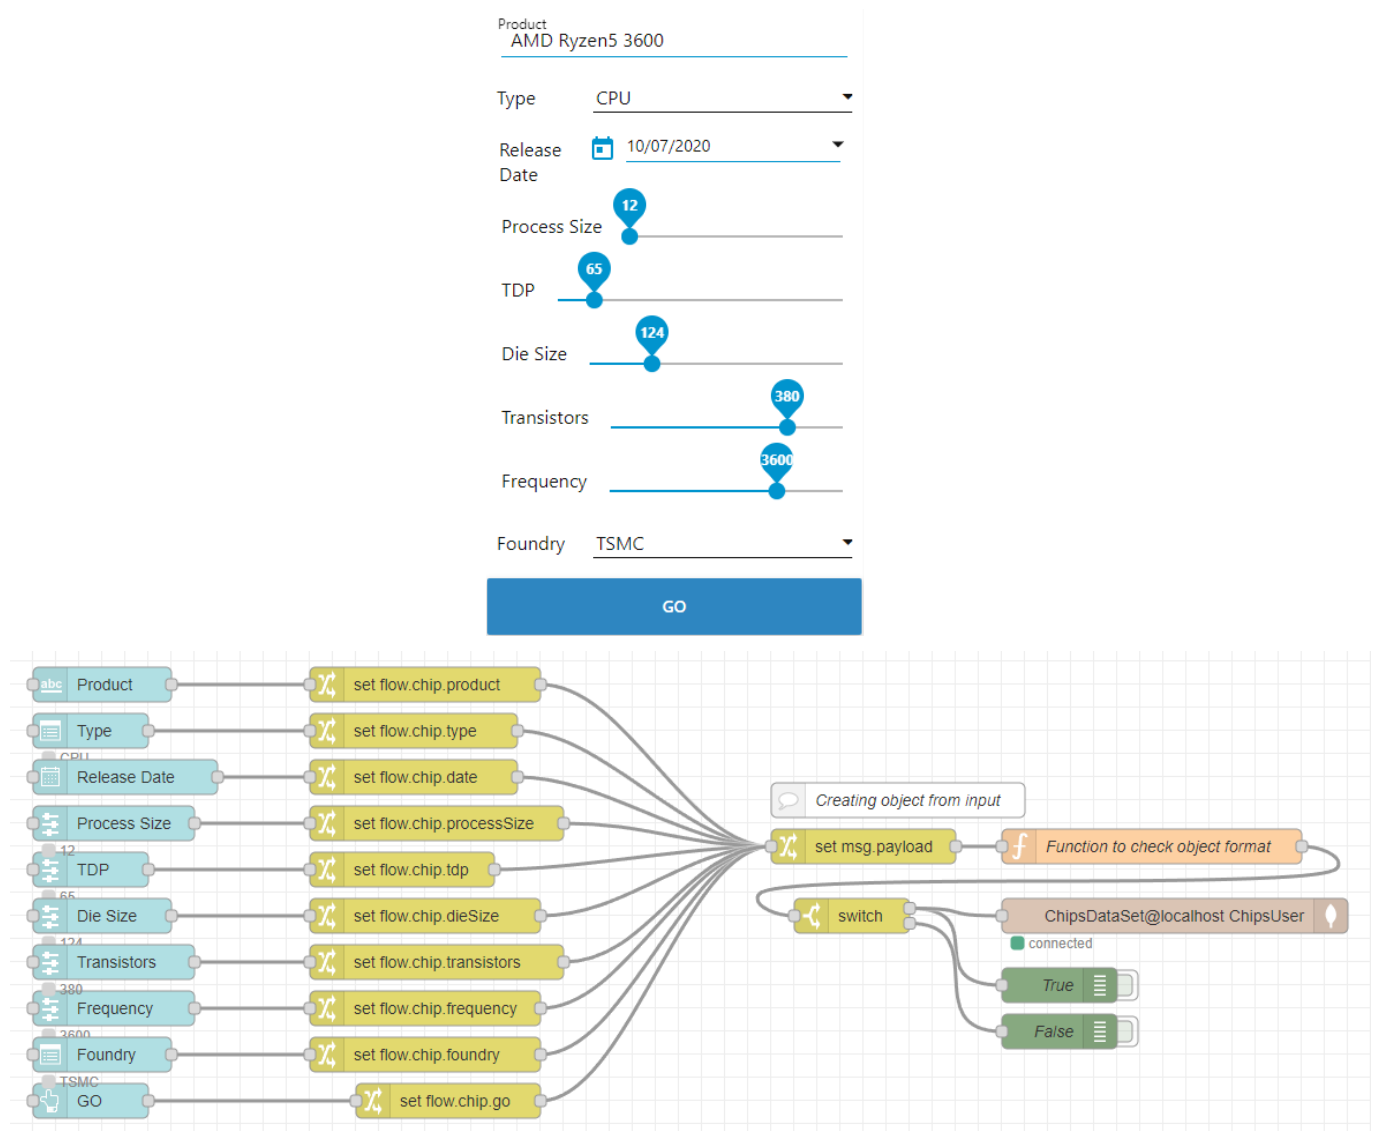 Product
AMD Ryzen5 3600
Type CPU
Release 10/07/2020
Date
12
Process Size
65
TDP
124
Die Size
380
Transistors
3600
Frequency
Foundry TSMC
GO
abc Product set flow.chip.product
Type set flow.chip.type
CPU
Release Date set flow.chip.date
Creating object from input
Process Size set flow.chip.processSize
12
set msg.payload Function to check object format
TDP set flow.chip.tdp
65
Die Size set flow.chip.dieSize switch ChipsDataSet@localhost ChipsUser
124 connected
Transistors set flow.chip.transistors
380 True
Frequency set flow.chip.frequency
3600 False
Foundry set flow.chip.foundry
TSMC
GO set flow.chip.go